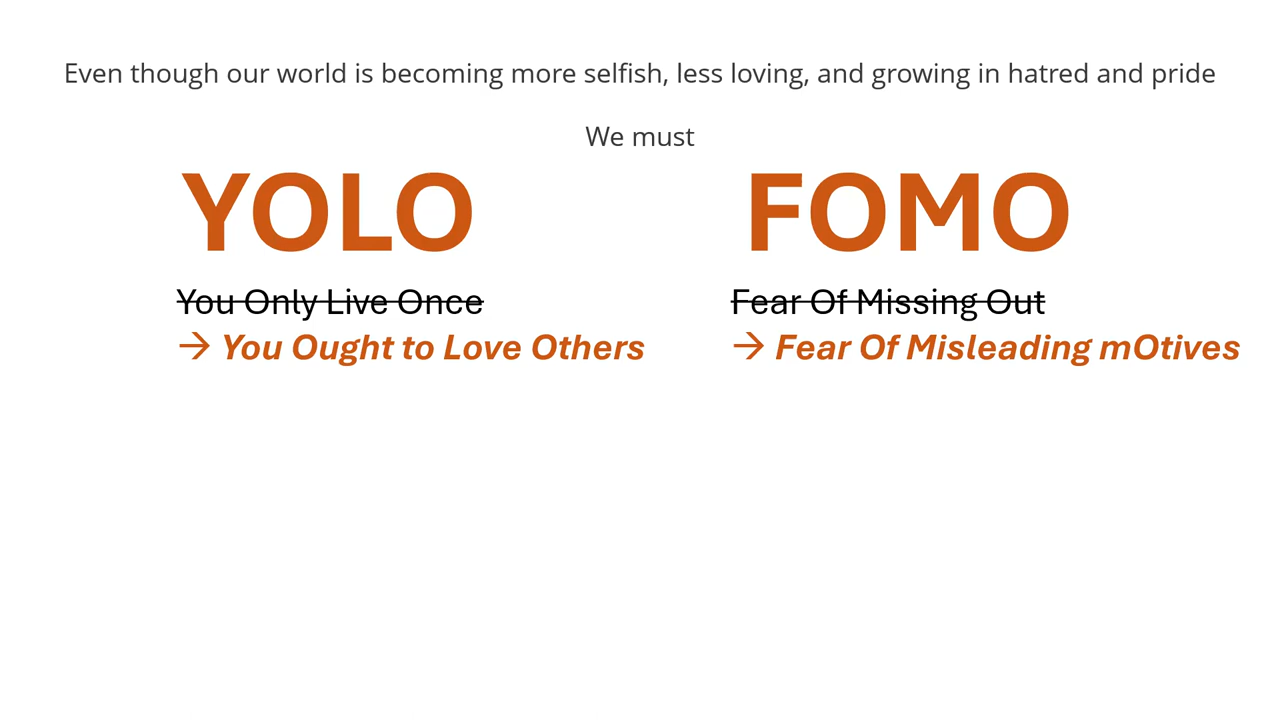 Even though our world is becoming more selfish, less loving, and growing in hatred and pride
We must
YOLO
You Only Live Once
→ You Ought to Love Others
FOMO
Fear Of Missing Out
→ Fear Of Misleading mOtives